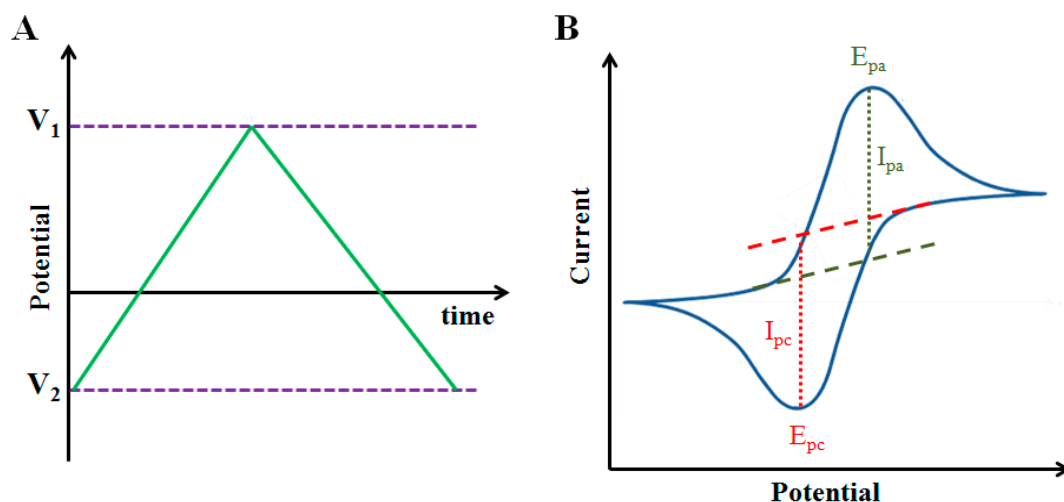 A
V1
Potential
time
V2
B
Epa
Ipa
Current
Ipc
Epc
Potential